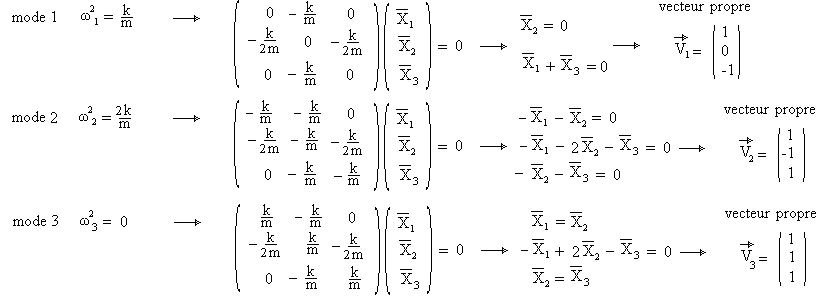 vecteur propre
mode 1 ω²₁ = k/m ⟶ ( 0 − k/m 0 ) ( X̅₁ ) X̅₂ = 0 ( 1 )
( − k/2m 0 − k/2m ) ( X̅₂ ) = 0 ⟶ ⟶ V⃗₁ = ( 0 )
( 0 − k/m 0 ) ( X̅₃ ) X̅₁ + X̅₃ = 0 ( -1 )
vecteur propre
mode 2 ω²₂ = 2k/m ⟶ ( − k/m − k/m 0 ) ( X̅₁ ) - X̅₁ − X̅₂ = 0 ( 1 )
( − k/2m − k/m − k/2m ) ( X̅₂ ) = 0 ⟶ - X̅₁ − 2 X̅₂ − X̅₃ = 0 ⟶ V⃗₂ = ( -1 )
( 0 − k/m − k/m ) ( X̅₃ ) − X̅₂ − X̅₃ = 0 ( 1 )
vecteur propre
mode 3 ω²₃ = 0 ⟶ ( k/m − k/m 0 ) ( X̅₁ ) X̅₁ = X̅₂ ( 1 )
( − k/2m k/m − k/2m ) ( X̅₂ ) = 0 ⟶ - X̅₁ + 2 X̅₂ − X̅₃ = 0 ⟶ V⃗₃ = ( 1 )
( 0 − k/m k/m ) ( X̅₃ ) X̅₂ = X̅₃ ( 1 )